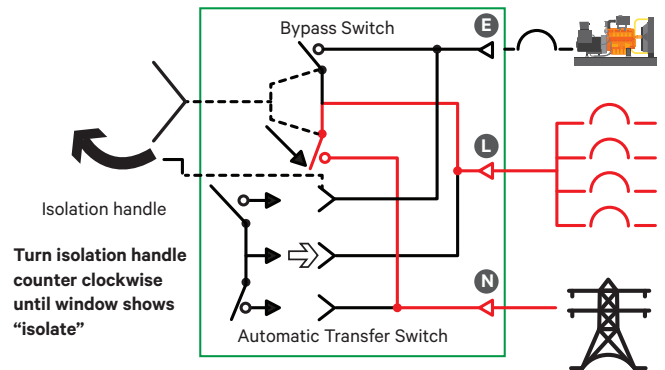 Bypass Switch
E
L
Isolation handle
Turn isolation handle
counter clockwise
until window shows
“isolate”
N
Automatic Transfer Switch